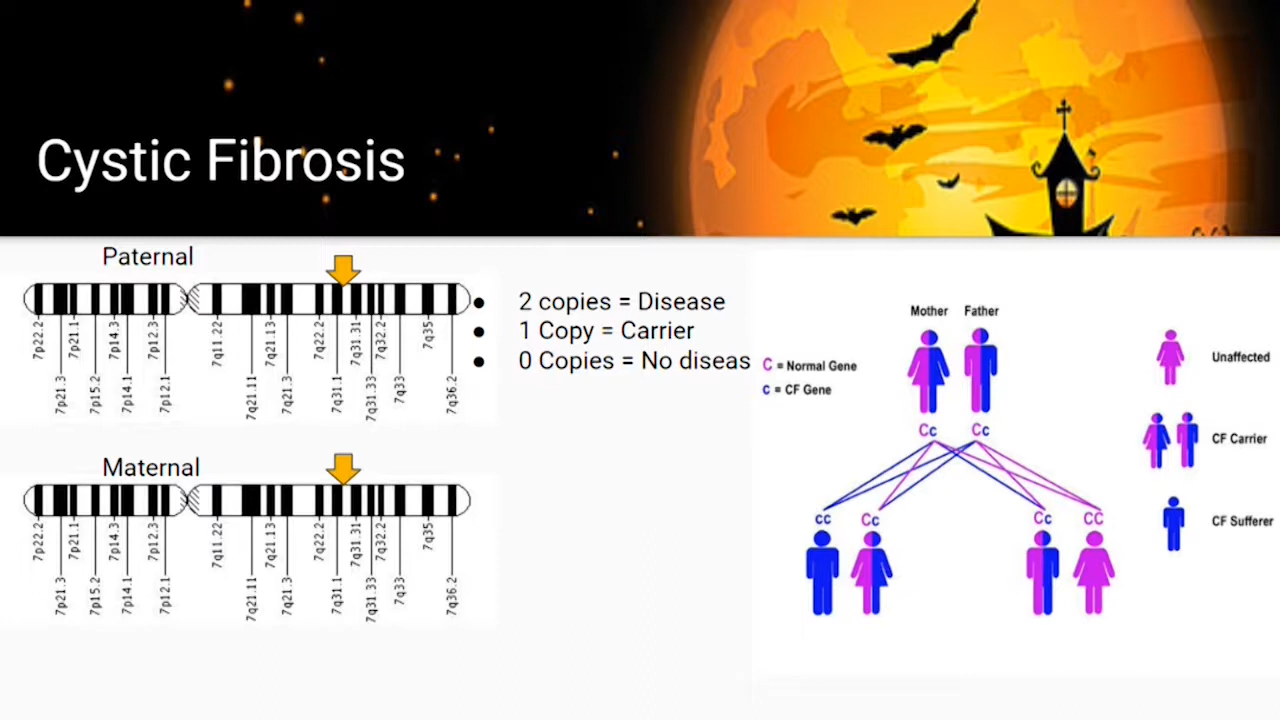 Cystic Fibrosis
Paternal
7p22.2
7p21.3
7p21.1
7p15.2
7p14.3
7p14.1
7p12.3
7p12.1
7q11.22
7q21.11
7q21.13
7q21.3
7q22.2
7q31.1
7q31.31
7q31.33
7q32.2
7q33
7q35
7q36.2
Maternal
7p22.2
7p21.3
7p21.1
7p15.2
7p14.3
7p14.1
7p12.3
7p12.1
7q11.22
7q21.11
7q21.13
7q21.3
7q22.2
7q31.1
7q31.31
7q31.33
7q32.2
7q33
7q35
7q36.2
● 2 copies = Disease
● 1 Copy = Carrier
● 0 Copies = No diseas
C = Normal Gene
c = CF Gene
Mother Father
Cc Cc
cc Cc Cc CC
Unaffected
CF Carrier
CF Sufferer